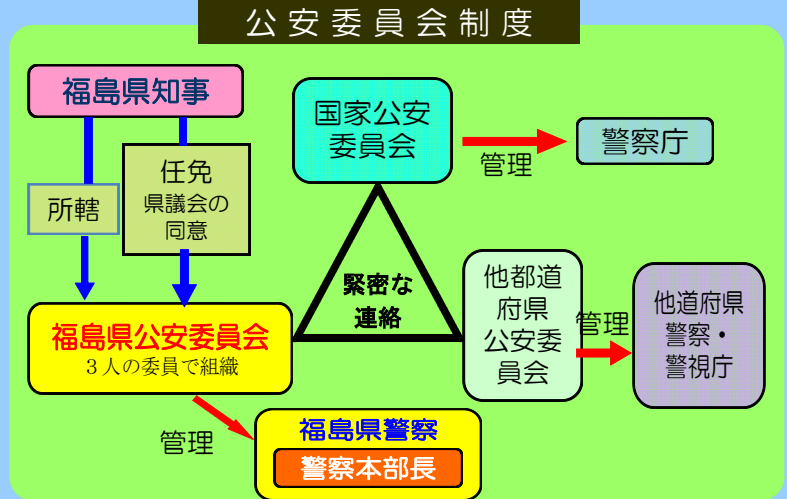 公安委員会制度
福島県知事
所轄
任免
県議会の
同意
国家公安
委員会
管理
警察庁
緊密な
連絡
福島県公安委員会
3人の委員で組織
他都道
府県
公安委
員会
管理
他道府県
警察・
警視庁
管理
福島県警察
警察本部長